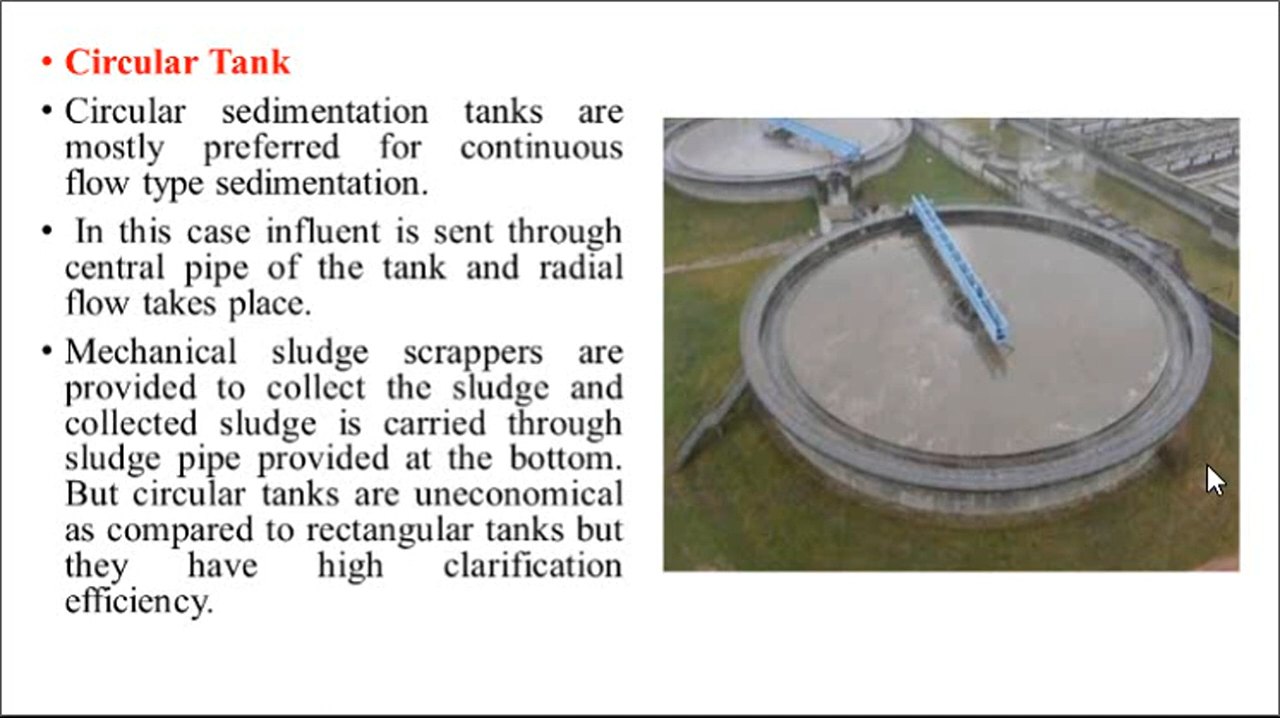 • Circular Tank
• Circular sedimentation tanks are
mostly preferred for continuous
flow type sedimentation.
• In this case influent is sent through
central pipe of the tank and radial
flow takes place.
• Mechanical sludge scrappers are
provided to collect the sludge and
collected sludge is carried through
sludge pipe provided at the bottom.
But circular tanks are uneconomical
as compared to rectangular tanks but
they have high clarification
efficiency.